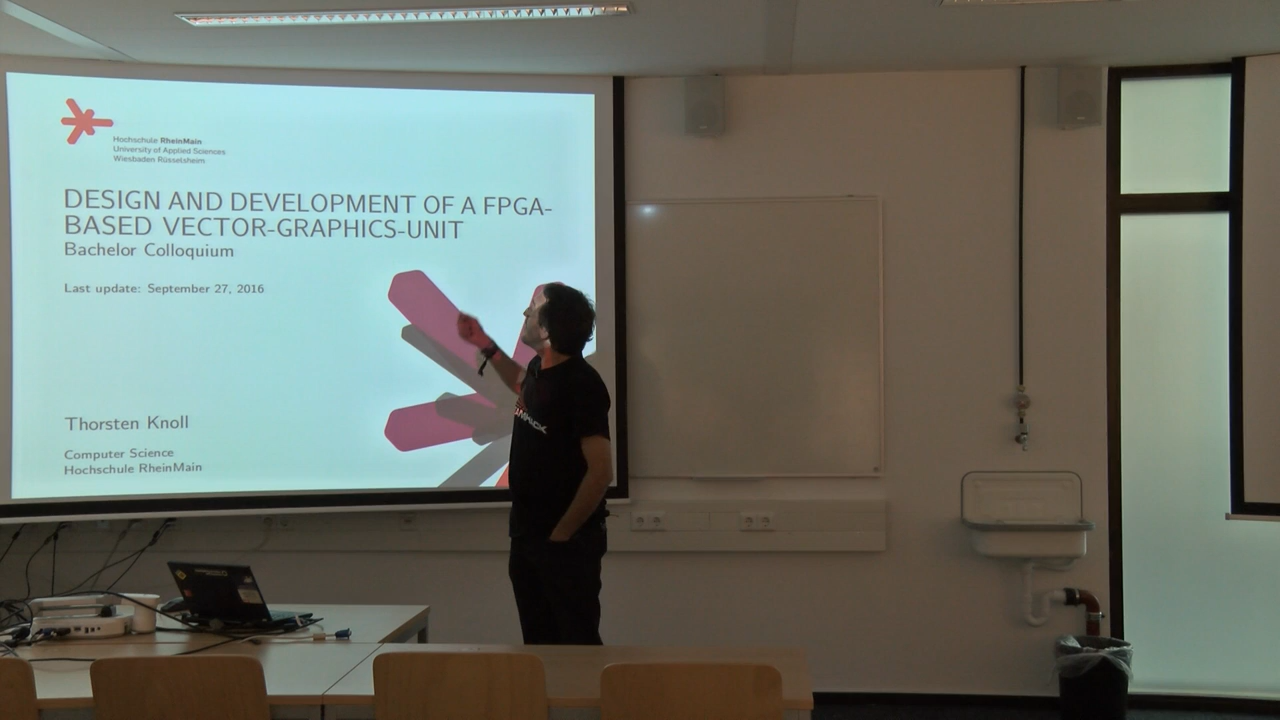 Hochschule RheinMain
University of Applied Sciences
Wiesbaden Rüsselsheim
DESIGN AND DEVELOPMENT OF A FPGA-
BASED VECTOR-GRAPHICS-UNIT
Bachelor Colloquium
Last update: September 27, 2016
Thorsten Knoll
Computer Science
Hochschule RheinMain